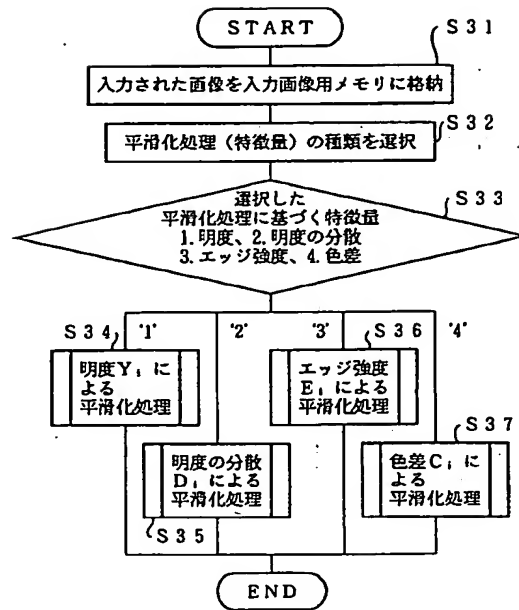 START
S31
入力された画像を入力画像用メモリに格納
S32
平滑化処理（特徴量）の種類を選択
S33
選択した
平滑化処理に基づく特徴量
1.明度、2.明度の分散
3.エッジ強度、4.色差
S34
'1'
'2'
'3'
S36
'4'
明度Yiに
よる
平滑化処理
エッジ強度
Eiによる
平滑化処理
S37
明度の分散
Diによる
平滑化処理
色差Ciに
よる
平滑化処理
S35
END